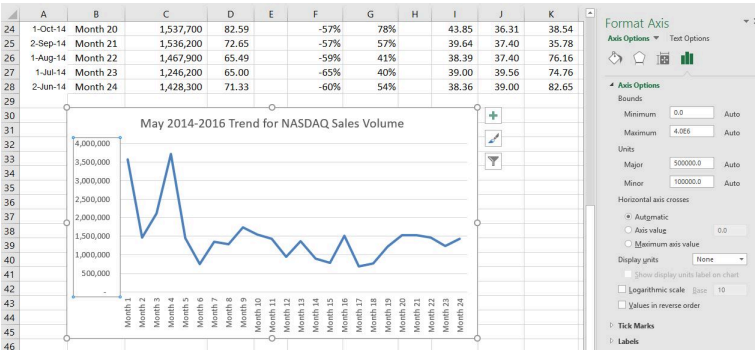 A B C D E F G H I J K
24 1-Oct-14 Month 20 1,537,700 82.59 -57% 78% 43.85 36.31 38.54
25 2-Sep-14 Month 21 1,536,200 72.65 -57% 57% 39.64 37.40 35.78
26 1-Aug-14 Month 22 1,467,900 65.49 -59% 41% 38.39 37.40 76.16
27 1-Jul-14 Month 23 1,246,200 65.00 -65% 40% 39.00 39.56 74.76
28 2-Jun-14 Month 24 1,428,300 71.33 -60% 54% 38.36 39.00 82.65
29
30
31
32
33
34
35
36
37
38
39
40
41
42
43
44
45
46
May 2014-2016 Trend for NASDAQ Sales Volume
4,000,000
3,500,000
3,000,000
2,500,000
2,000,000
1,500,000
1,000,000
500,000
-
Month 1
Month 2
Month 3
Month 4
Month 5
Month 6
Month 7
Month 8
Month 9
Month 10
Month 11
Month 12
Month 13
Month 14
Month 15
Month 16
Month 17
Month 18
Month 19
Month 20
Month 21
Month 22
Month 23
Month 24
Format Axis
Axis Options Text Options
Axis Options
Bounds
Minimum 0.0 Auto
Maximum 4.0E6 Auto
Units
Major 500000.0 Auto
Minor 100000.0 Auto
Horizontal axis crosses
Automatic
Axis value 0.0
Maximum axis value
Display units None
Show display units label on chart
Logarithmic scale Base 10
Values in reverse order
Tick Marks
Labels